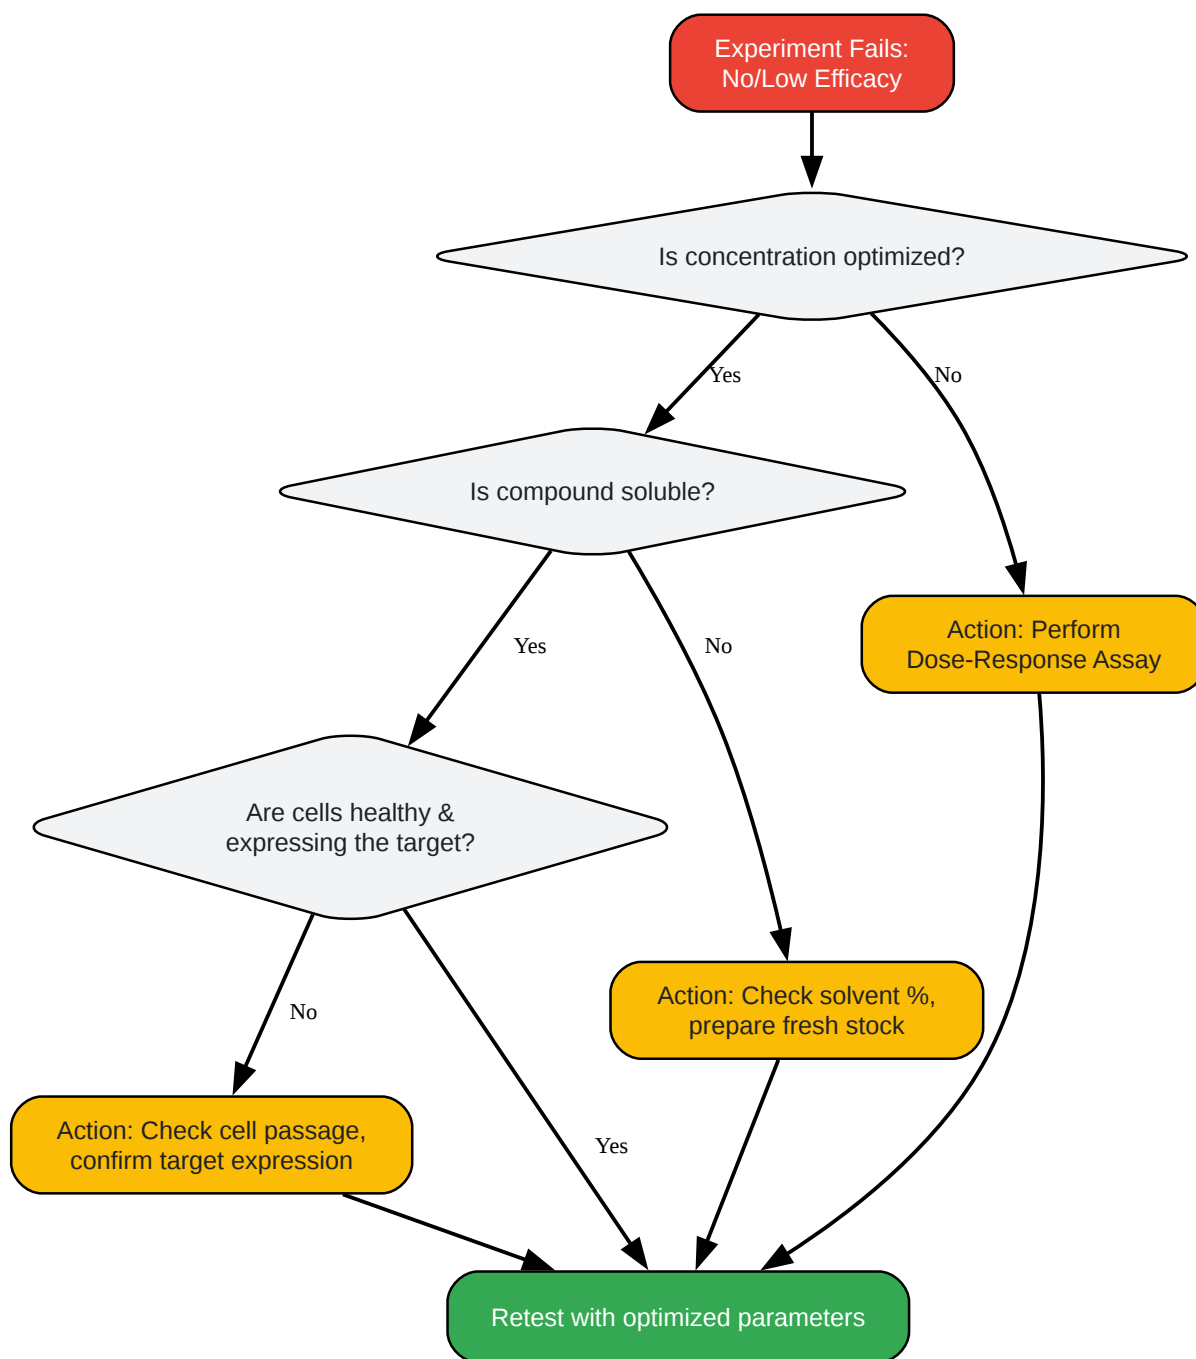 Experiment Fails:
No/Low Efficacy
Is concentration optimized?
Yes
No
Is compound soluble?
Yes
No
Action: Perform
Dose-Response Assay
Are cells healthy &
expressing the target?
No
Yes
Action: Check solvent %,
prepare fresh stock
Action: Check cell passage,
confirm target expression
Retest with optimized parameters